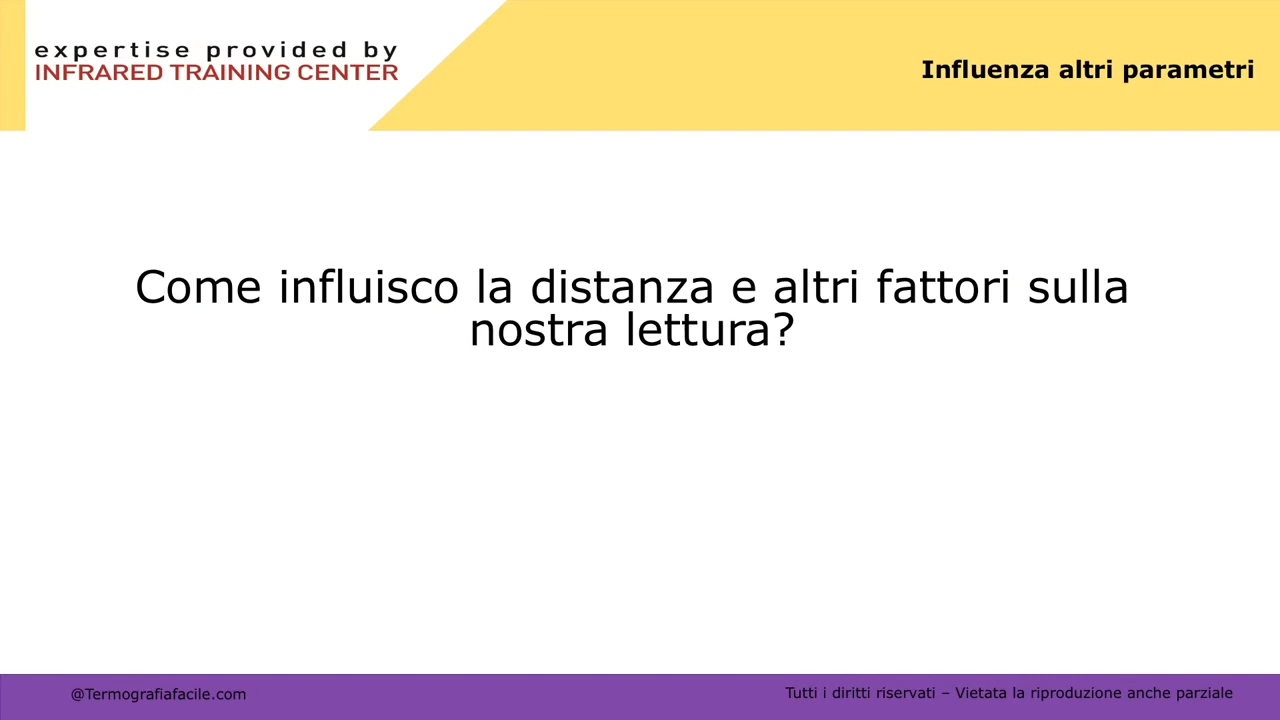 expertise provided by
INFRARED TRAINING CENTER
Influenza altri parametri
Come influisco la distanza e altri fattori sulla
nostra lettura?
@Termografiafacile.com
Tutti i diritti riservati – Vietata la riproduzione anche parziale